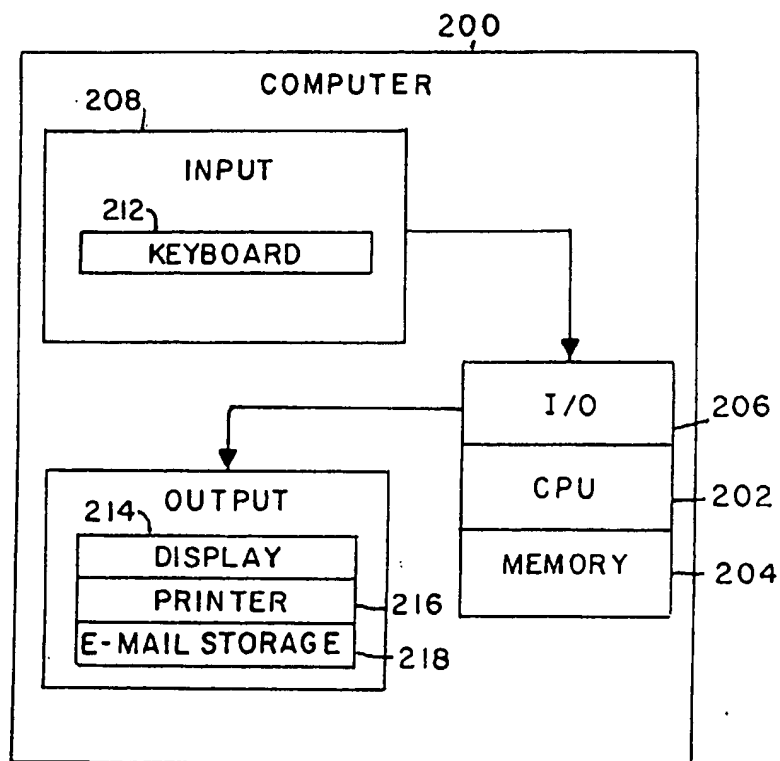 200
COMPUTER
208
INPUT
212
KEYBOARD
I/O
206
OUTPUT
CPU
202
214
DISPLAY
MEMORY
204
PRINTER
216
E-MAIL STORAGE
218